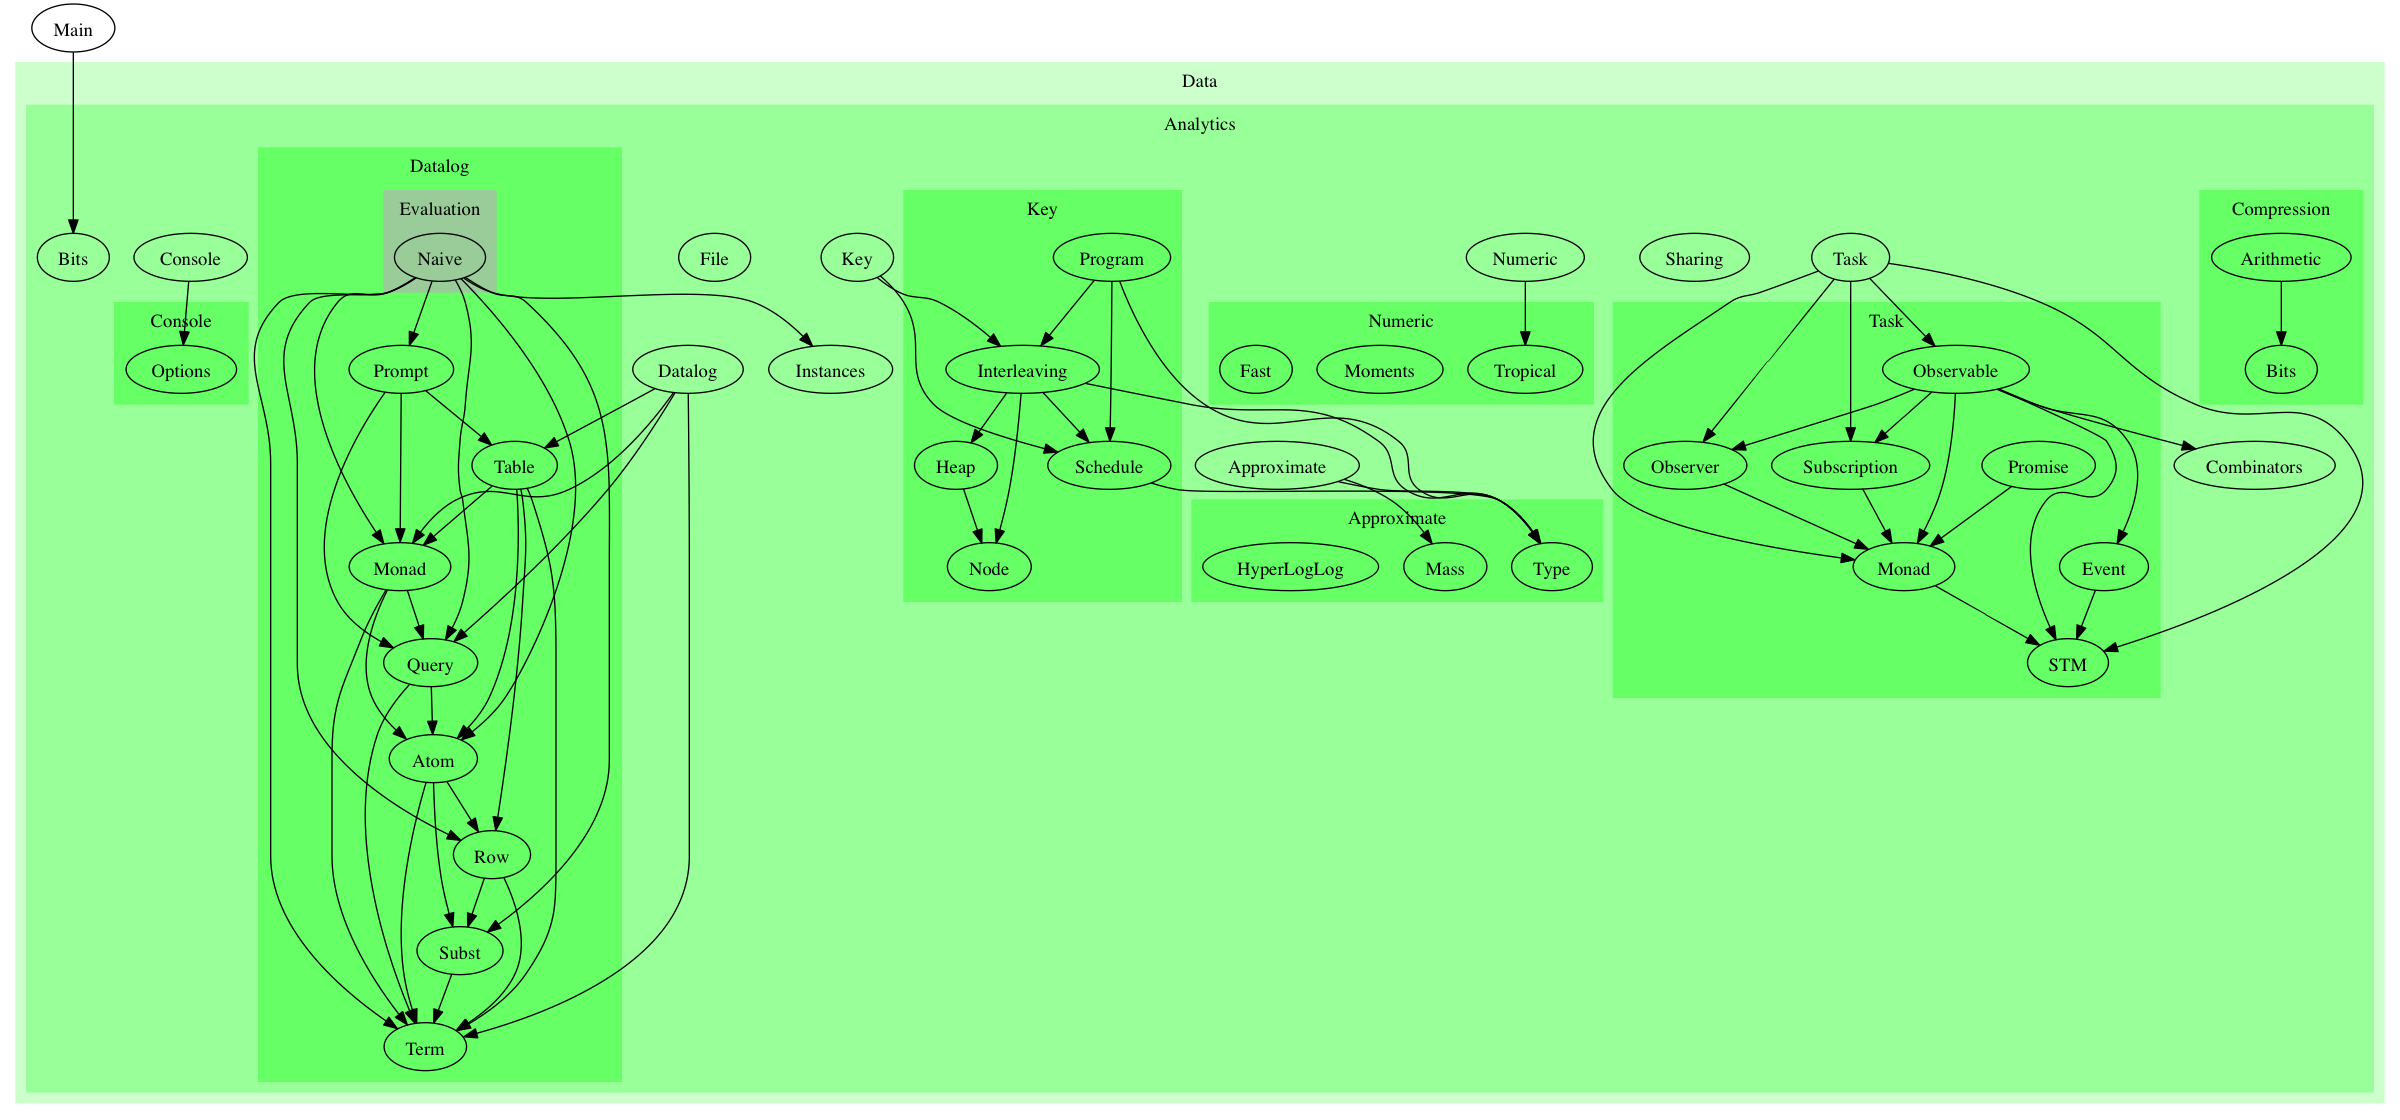 Main
Data
Analytics
Datalog
Evaluation
Key
Compression
Bits
Console
Naive
File
Key
Program
Numeric
Sharing
Task
Arithmetic
Console
Numeric
Task
Options
Prompt
Datalog
Instances
Interleaving
Fast
Moments
Tropical
Observable
Bits
Table
Heap
Schedule
Approximate
Observer
Subscription
Promise
Combinators
Approximate
Monad
Node
HyperLogLog
Mass
Type
Monad
Event
Query
STM
Atom
Row
Subst
Term